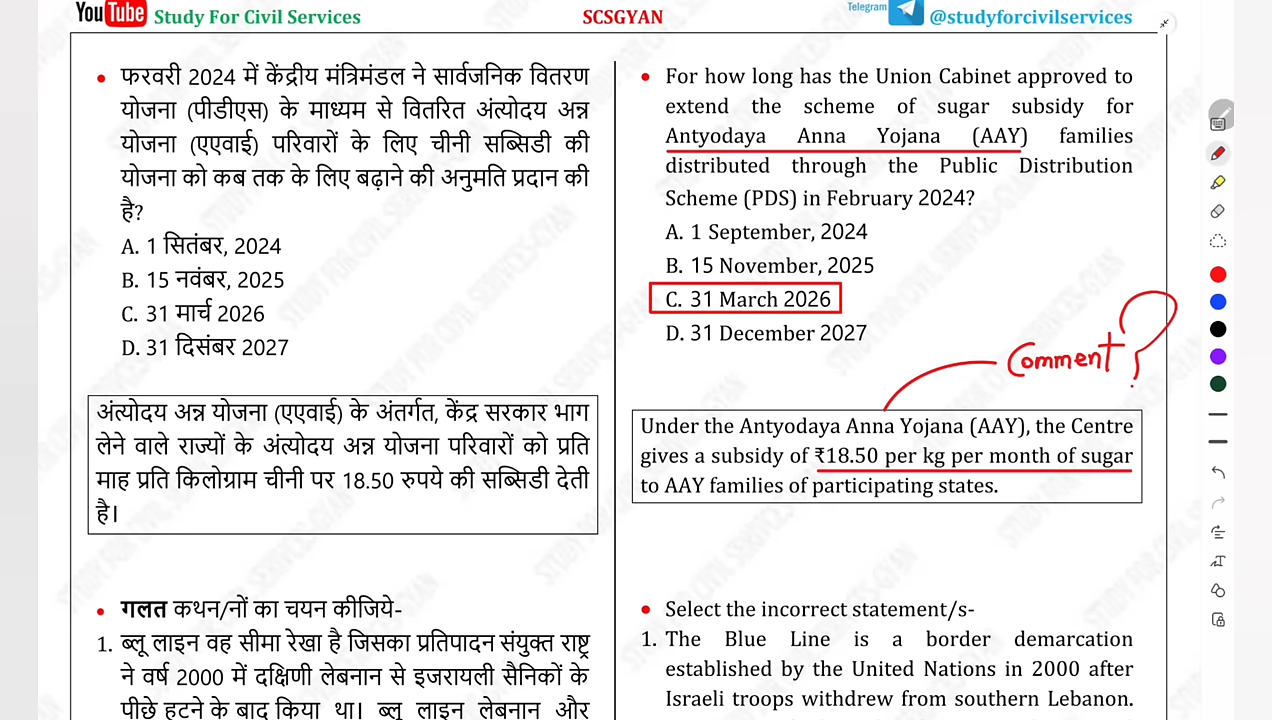 YouTube Study For Civil Services
SCSGYAN
Telegram
@studyforcivilservices
• फरवरी 2024 में केंद्रीय मंत्रिमंडल ने सार्वजनिक वितरण
योजना (पीडीएस) के माध्यम से वितरित अंत्योदय अन्न
योजना (एएवाई) परिवारों के लिए चीनी सब्सिडी की
योजना को कब तक के लिए बढ़ाने की अनुमति प्रदान की
है?
A. 1 सितंबर, 2024
B. 15 नवंबर, 2025
C. 31 मार्च 2026
D. 31 दिसंबर 2027
अंत्योदय अन्न योजना (एएवाई) के अंतर्गत, केंद्र सरकार भाग
लेने वाले राज्यों के अंत्योदय अन्न योजना परिवारों को प्रति
माह प्रति किलोग्राम चीनी पर 18.50 रुपये की सब्सिडी देती
है।
• गलत कथन/नों का चयन कीजिये-
1. ब्लू लाइन वह सीमा रेखा है जिसका प्रतिपादन संयुक्त राष्ट्र
ने वर्ष 2000 में दक्षिणी लेबनान से इजरायली सैनिकों के
पीछे हटने के बाद किया था। ब्लू लाइन लेबनान और
• For how long has the Union Cabinet approved to
extend the scheme of sugar subsidy for
Antyodaya Anna Yojana (AAY) families
distributed through the Public Distribution
Scheme (PDS) in February 2024?
A. 1 September, 2024
B. 15 November, 2025
C. 31 March 2026
D. 31 December 2027
Comment?
Under the Antyodaya Anna Yojana (AAY), the Centre
gives a subsidy of ₹18.50 per kg per month of sugar
to AAY families of participating states.
• Select the incorrect statement/s-
1. The Blue Line is a border demarcation
established by the United Nations in 2000 after
Israeli troops withdrew from southern Lebanon.